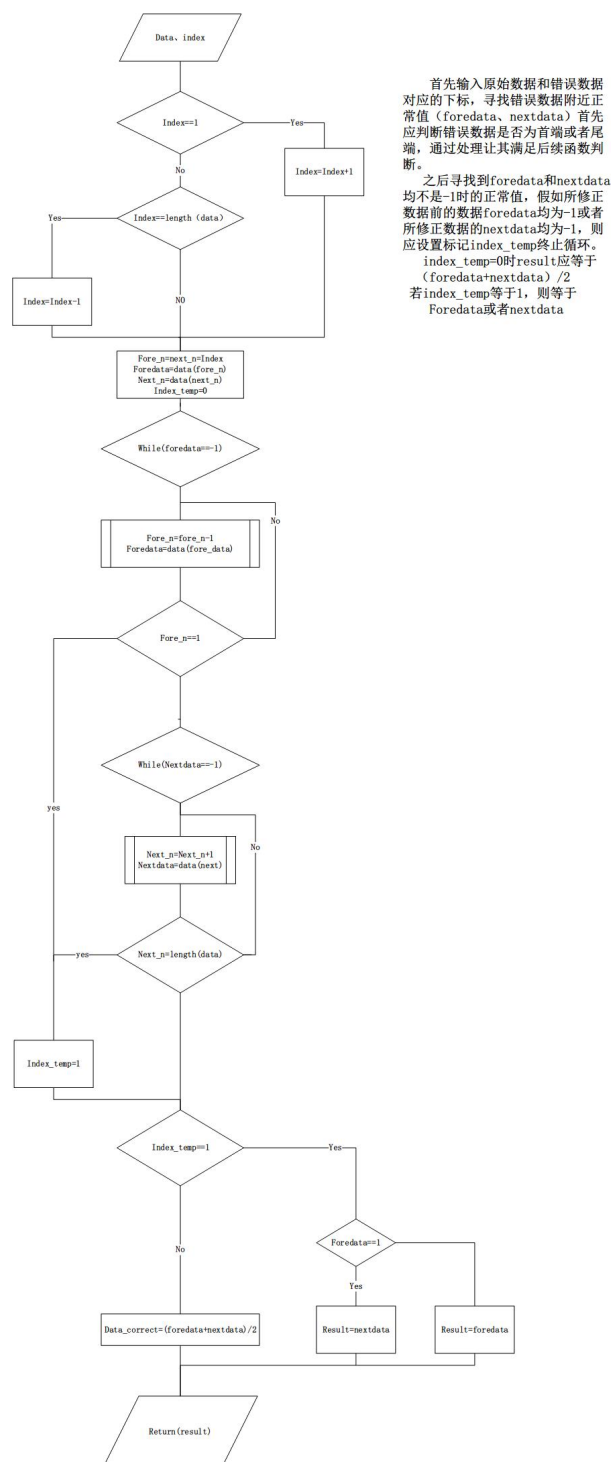 Data、index
首先输入原始数据和错误数据
对应的下标，寻找错误数据附近正
常值（foredata、nextdata）首先
应判断错误数据是否为首端或者尾
端，通过处理让其满足后续函数判
断。
之后寻找到foredata和nextdata
均不是-1时的正常值，假如所修正
数据前的数据foredata均为-1或者
所修正数据的nextdata均为-1，则
应设置标记index_temp终止循环。
index_temp=0时result应等于
（foredata+nextdata）/2
若index_temp等于1，则等于
Foredata或者nextdata
Index==1
Yes
Index=Index+1
No
Index==length（data）
Yes
Index=Index-1
NO
Fore_n=next_n=Index
Foredata=data(fore_n)
Next_n=data(next_n)
Index_temp=0
While(foredata==-1)
No
Fore_n=fore_n-1
Foredata=data(fore_data)
Fore_n==1
While(Nextdata==-1)
yes
No
Next_n=Next_n+1
Nextdata=data(next)
yes
Next_n=length(data)
Index_temp=1
Index_temp==1
Yes
Foredata==1
No
Yes
Data_correct=(foredata+nextdata)/2
Result=nextdata
Result=foredata
Return(result)